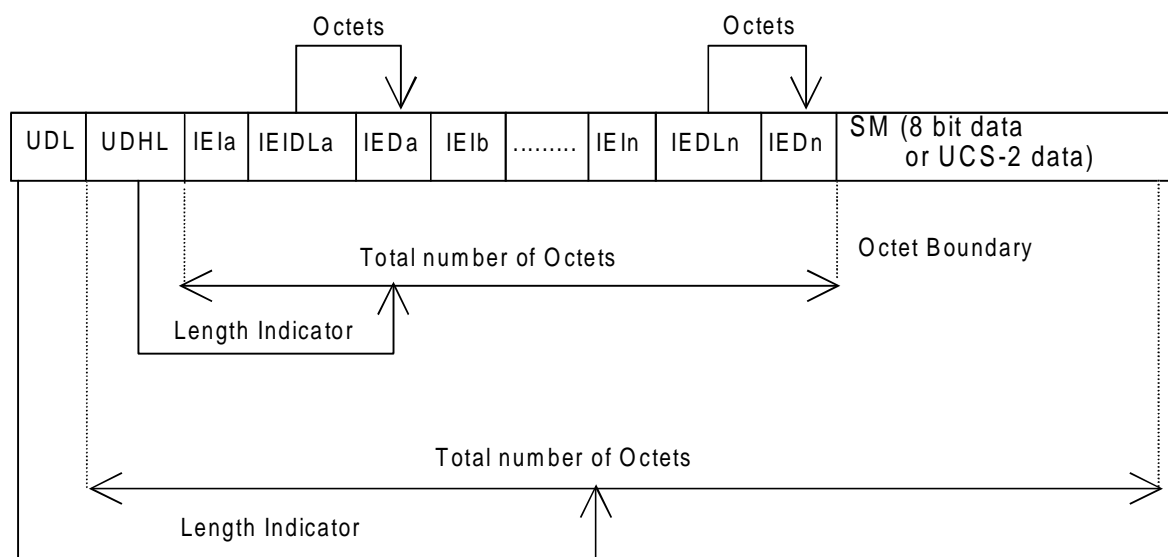 Octets Octets
UDL UDHL IEIa IEIDLa IEDa IEIb ......... IEIn IEDLn IEDn SM (8 bit data
or UCS-2 data)
Total number of Octets Octet Boundary
Length Indicator
Total number of Octets
Length Indicator